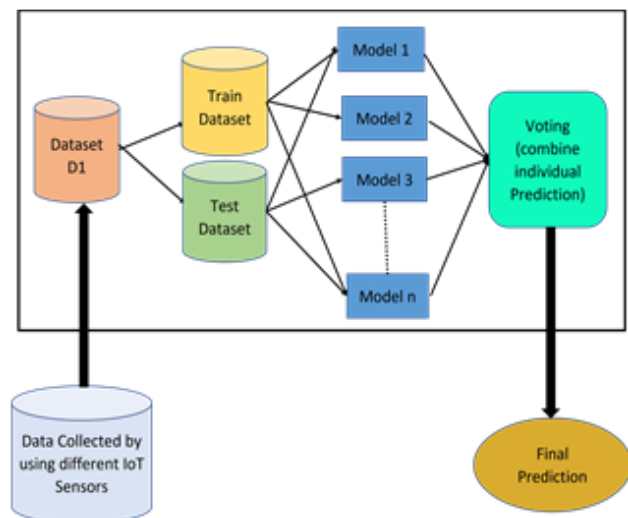 Model 1
Train
Dataset
Model 2
Dataset
D1
Voting
(combine
individual
Prediction)
Model 3
Test
Dataset
Model n
Data Collected by
using different IoT
Sensors
Final
Prediction